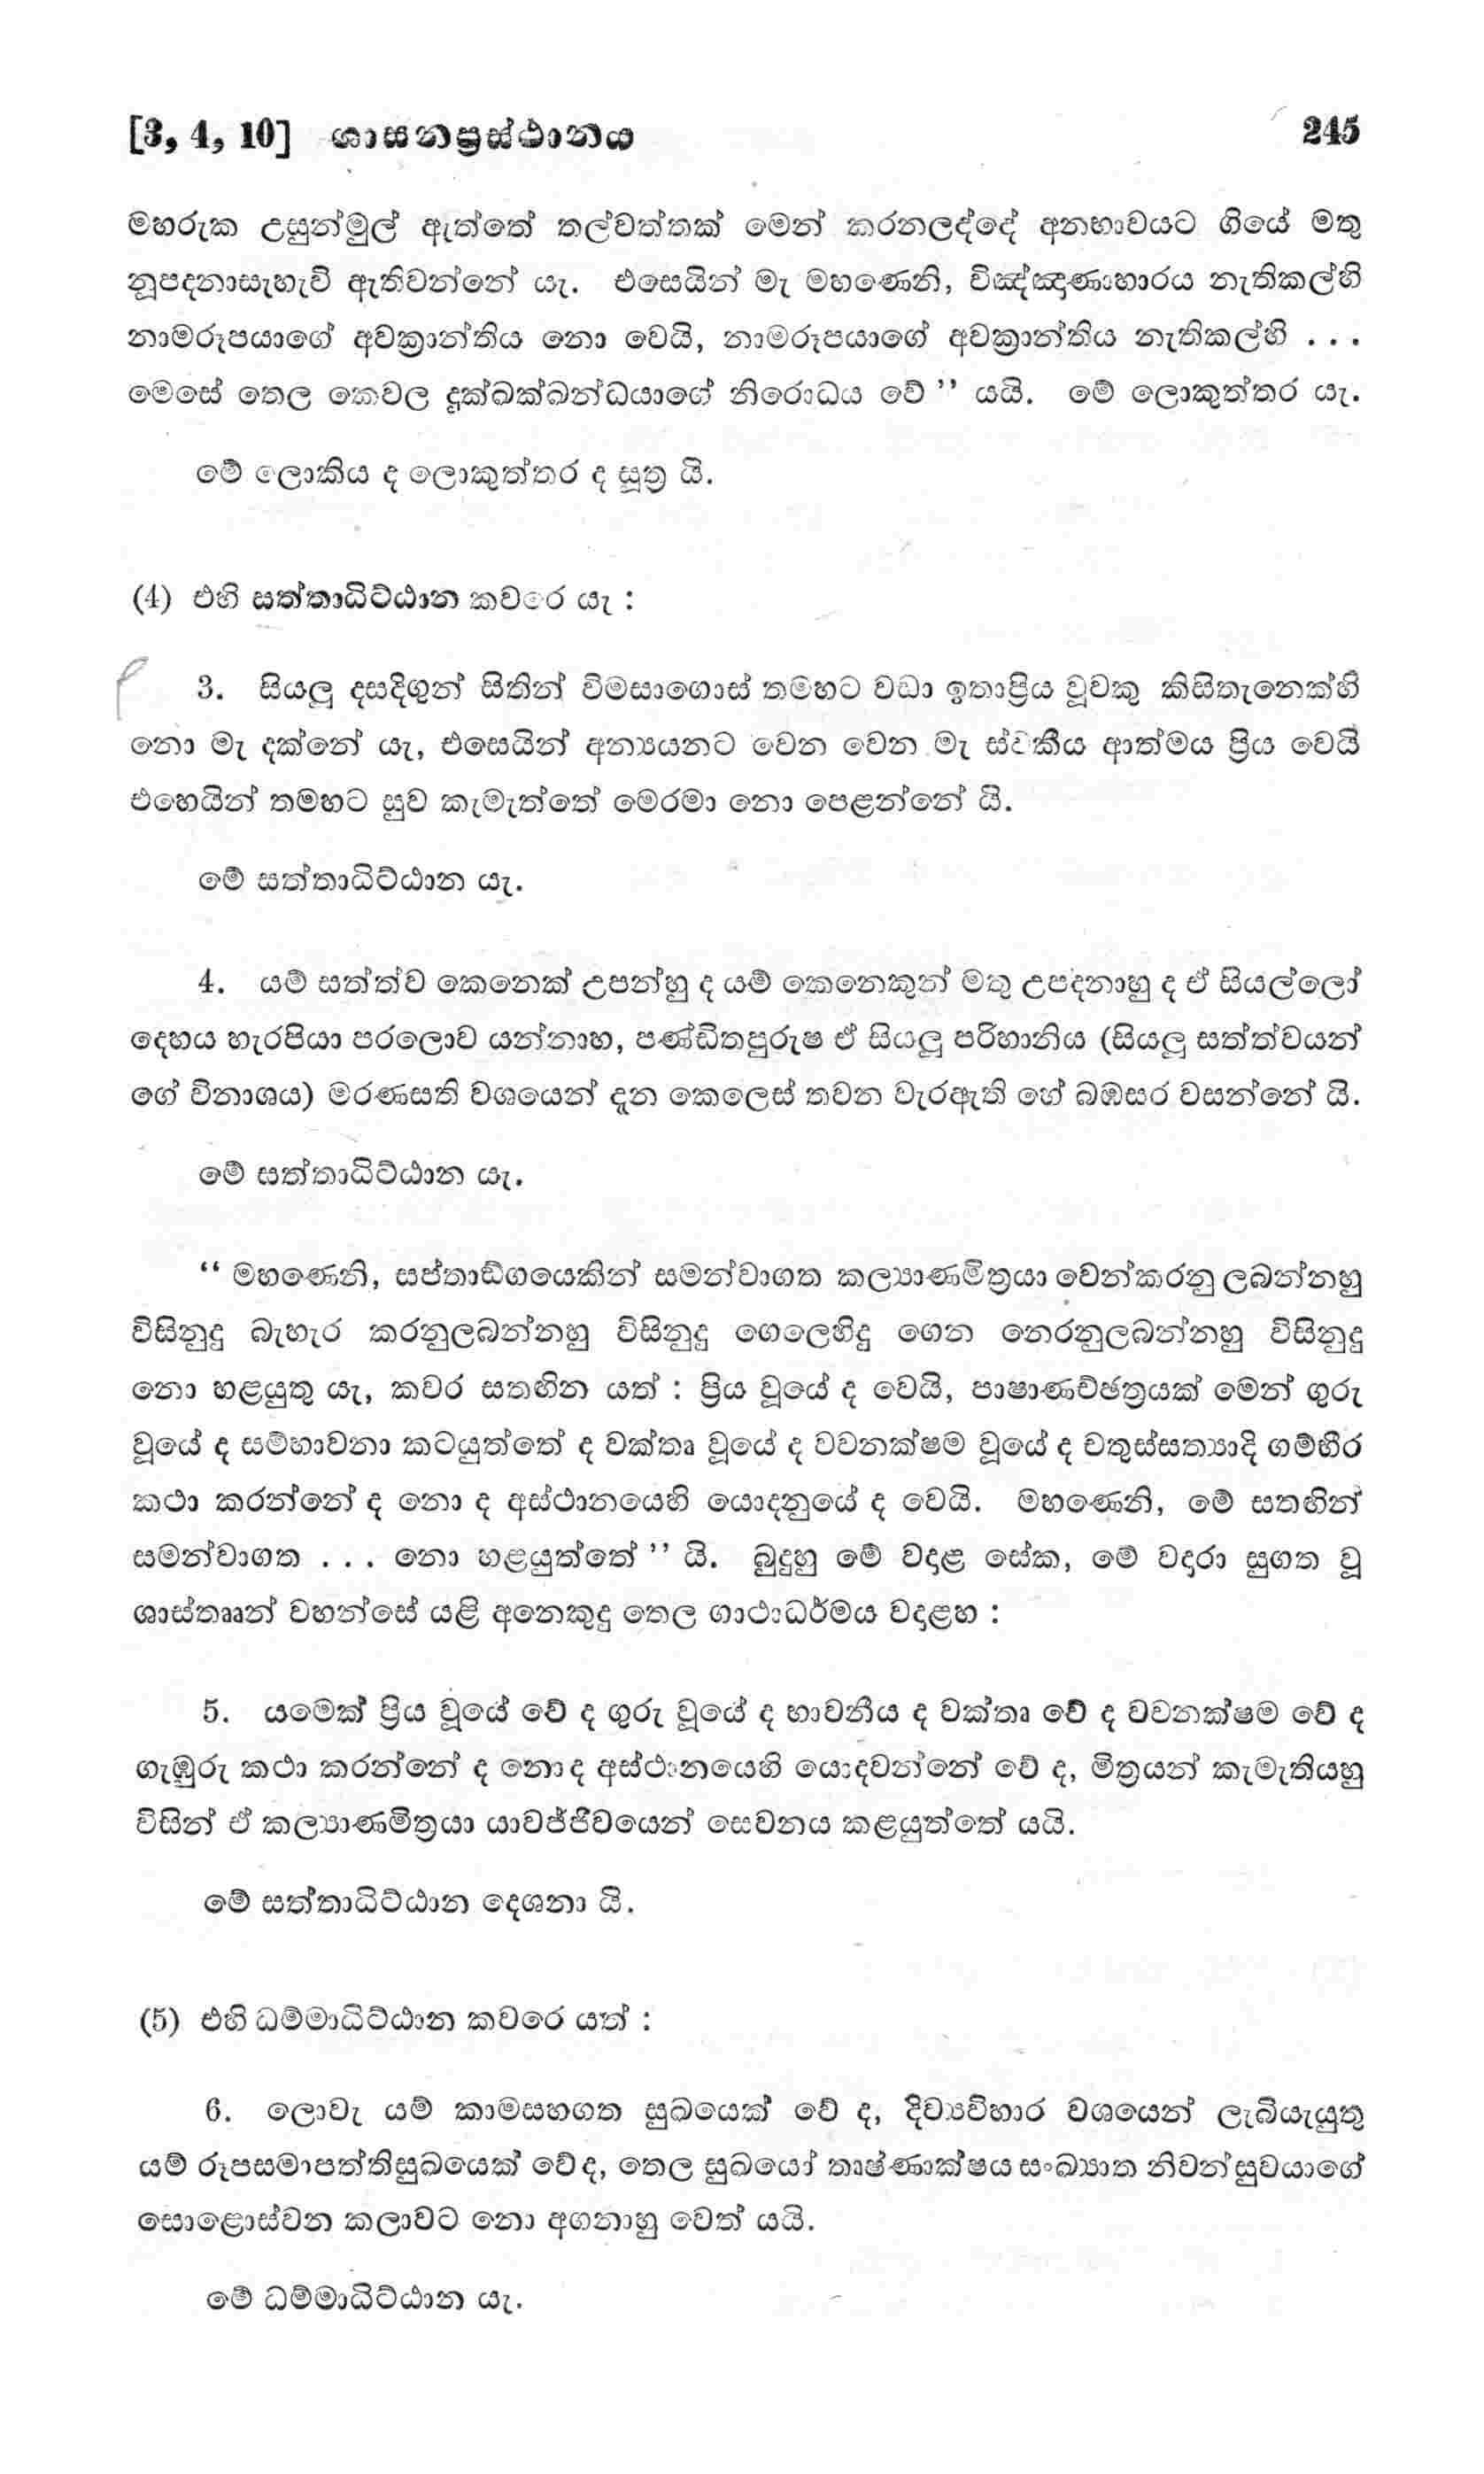 [3, 4, 10] ශාසනප්‍රස්ථානය 245
මහරුක උසුන්මුල් ඇත්තේ තල්වත්තක් මෙන් කරනලද්දේ අනභාවයට ගියේ මතු
නූපදනාසැහැවි ඇතිවන්නේ යැ. එසෙයින් මැ මහණෙනි, විඤ්ඤාණාහාරය නැතිකල්හි
නාමරූපයාගේ අවක්‍රාන්තිය නො වෙයි, නාමරූපයාගේ අවක්‍රාන්තිය නැතිකල්හි . . .
මෙසේ තෙල කෙවල දුක්ඛක්ඛන්ධයාගේ නිරොධය වේ ’’ යයි. මේ ලොකුත්තර යැ.
මේ ලොකිය ද ලොකුත්තර ද සූත්‍ර යි.
(4) එහි සත්තාධිට්ඨාන කවරෙ යැ :
3. සියලු දසදිගුන් සිතින් විමසාගොස් තමහට වඩා ඉතාප්‍රිය වූවකු කිසිතැනෙක්හි
නො මැ දක්නේ යැ, එසෙයින් අන්‍යයනට වෙන වෙන මැ ස්වකීය ආත්මය ප්‍රිය වෙයි
එහෙයින් තමහට සුව කැමැත්තේ මෙරමා නො පෙළන්නේ යි.
මේ සත්තාධිට්ඨාන යැ.
4. යම් සත්ත්ව කෙනෙක් උපන්හු ද යම් කෙනෙකුන් මතු උපදනාහු ද ඒ සියල්ලෝ
දෙහය හැරපියා පරලොව යන්නාහ, පණ්ඩිතපුරුෂ ඒ සියලු පරිහානිය (සියලු සත්ත්වයන්
ගේ විනාශය) මරණසති වශයෙන් දැන කෙලෙස් තවන වැරඇති හේ බඹසර වසන්නේ යි.
මේ සත්තාධිට්ඨාන යැ.
‘‘ මහණෙනි, සප්තාඞ්ගයෙකින් සමන්වාගත කල්‍යාණමිත්‍රයා වෙන්කරනු ලබන්නහු
විසිනුදු බැහැර කරනුලබන්නහු විසිනුදු ගෙලෙහිදු ගෙන නෙරනුලබන්නහු විසිනුදු
නො හළයුතු යැ, කවර සතඟින යත් : ප්‍රිය වූයේ ද වෙයි, පාෂාණච්ඡත්‍රයක් මෙන් ගුරු
වූයේ ද සම්භාවනා කටයුත්තේ ද වක්තෘ වූයේ ද වචනක්ෂම වූයේ ද චතුස්සත්‍යාදි ගම්භීර
කථා කරන්නේ ද නො ද අස්ථානයෙහි යොදනුයේ ද වෙයි. මහණෙනි, මේ සතඟින්
සමන්වාගත . . . නො හළයුත්තේ ’’ යි. බුදුහු මේ වදළ සේක, මේ වදරා සුගත වූ
ශාස්තෲන් වහන්සේ යළි අනෙකුදු තෙල ගාථාධර්මය වදළහ :
5. යමෙක් ප්‍රිය වූයේ වේ ද ගුරු වූයේ ද භාවනීය ද වක්තෘ වේ ද වචනක්ෂම වේ ද
ගැඹුරු කථා කරන්නේ ද නොද අස්ථානයෙහි යොදවන්නේ වේ ද, මිත්‍රයන් කැමැතියහු
විසින් ඒ කල්‍යාණමිත්‍රයා යාවජ්ජීවයෙන් සෙවනය කළයුත්තේ යයි.
මේ සත්තාධිට්ඨාන දෙශනා යි.
(5) එහි ධම්මාධිට්ඨාන කවරෙ යත් :
6. ලොවැ යම් කාමසහගත සුඛයෙක් වේ ද, දිව්‍යවිහාර වශයෙන් ලැබියැයුතු
යම් රූපසමාපත්තිසුඛයෙක් වේ ද, තෙල සුඛයෝ තෘෂ්ණාක්ෂය සංඛ්‍යාත නිවන්සුවයාගේ
සොළොස්වන කලාවට නො අගනාහු වෙත් යයි.
මේ ධම්මාධිට්ඨාන යැ.